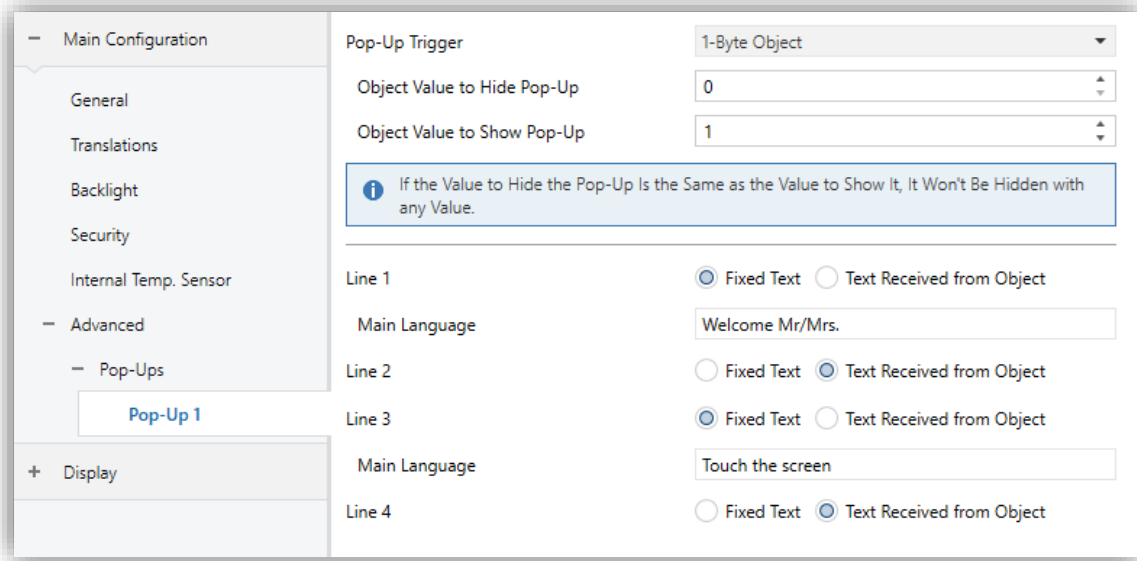 Main Configuration
General
Translations
Backlight
Security
Internal Temp. Sensor
Advanced
Pop-Ups
Pop-Up 1
Display
Pop-Up Trigger 1-Byte Object
Object Value to Hide Pop-Up 0
Object Value to Show Pop-Up 1
If the Value to Hide the Pop-Up Is the Same as the Value to Show It, It Won't Be Hidden with
any Value.
Line 1 Fixed Text Text Received from Object
Main Language Welcome Mr/Mrs.
Line 2 Fixed Text Text Received from Object
Line 3 Fixed Text Text Received from Object
Main Language Touch the screen
Line 4 Fixed Text Text Received from Object